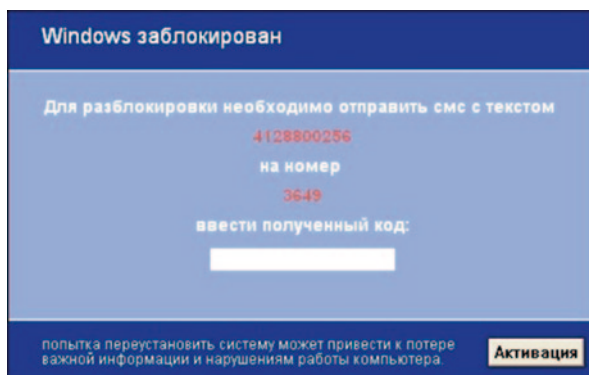 Windows заблокирован
Для разблокировки необходимо отправить смс с текстом
4128800256
на номер
3649
ввести полученный код:
попытка переустановить систему может привести к потере
важной информации и нарушениям работы компьютера.
Активация